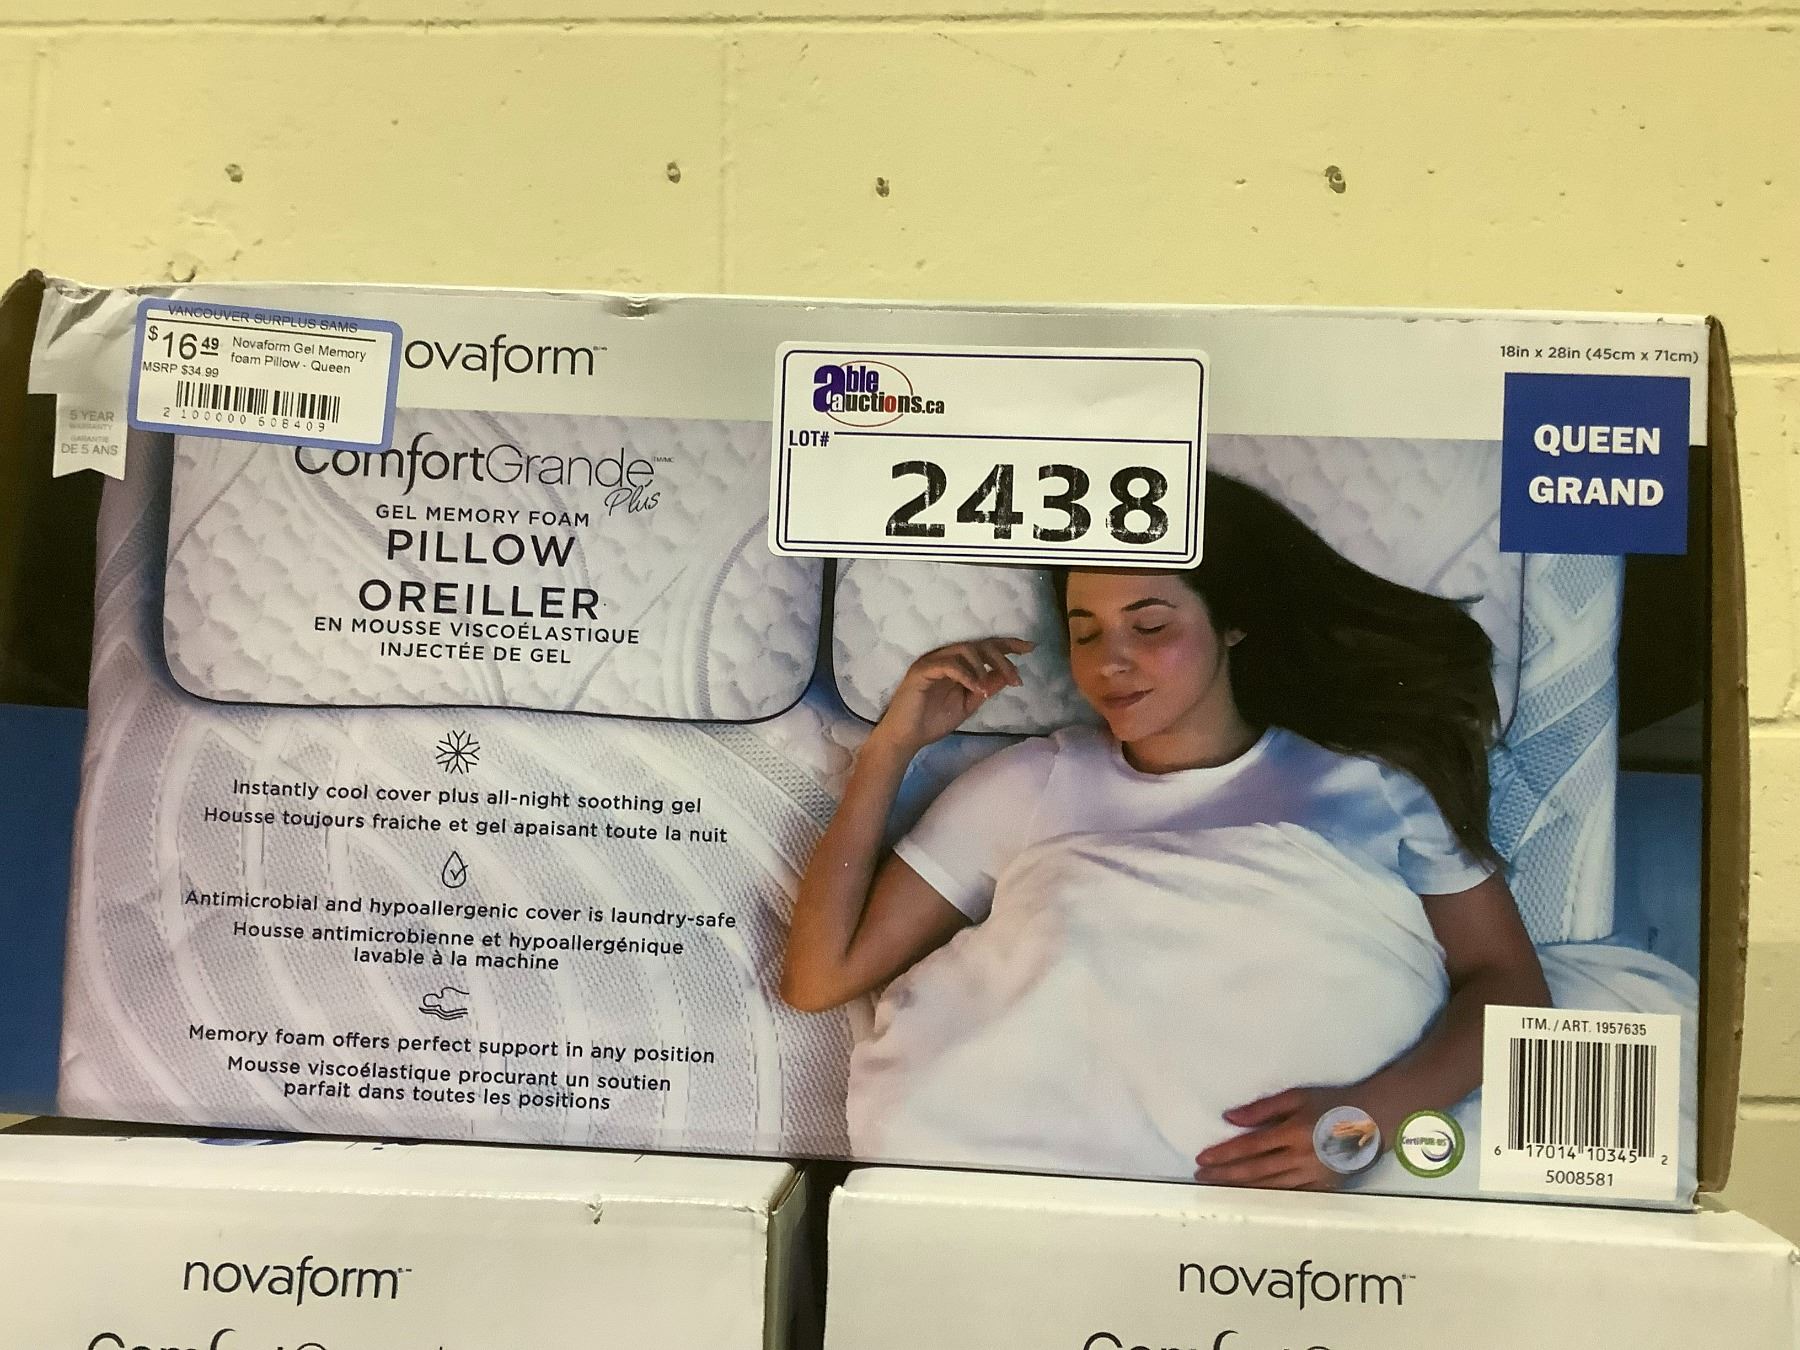 VANCOUVER SURPLUS SAMS
$16 49
Novaform Gel Memory
foam Pillow - Queen
MSRP $34.99
2 100000 608409
ovaform
5 YEAR
WARRANTY
GARANTIE
DE 5 ANS
able
auctions.ca
LOT#
2438
18in x 28in (45cm x 71cm)
QUEEN
GRAND
ComfortGrande
Plus
GEL MEMORY FOAM
PILLOW
OREILLER
EN MOUSSE VISCOÉLASTIQUE
INJECTÉE DE GEL
Instantly cool cover plus all-night soothing gel
Housse toujours fraiche et gel apaisant toute la nuit
Antimicrobial and hypoallergenic cover is laundry-safe
Housse antimicrobienne et hypoallergénique
lavable à la machine
Memory foam offers perfect support in any position
Mousse viscoélastique procurant un soutien
parfait dans toutes les positions
CertiPUR-US
ITM. / ART. 1957635
6 17014 10345 2
5008581
novaform
novaform